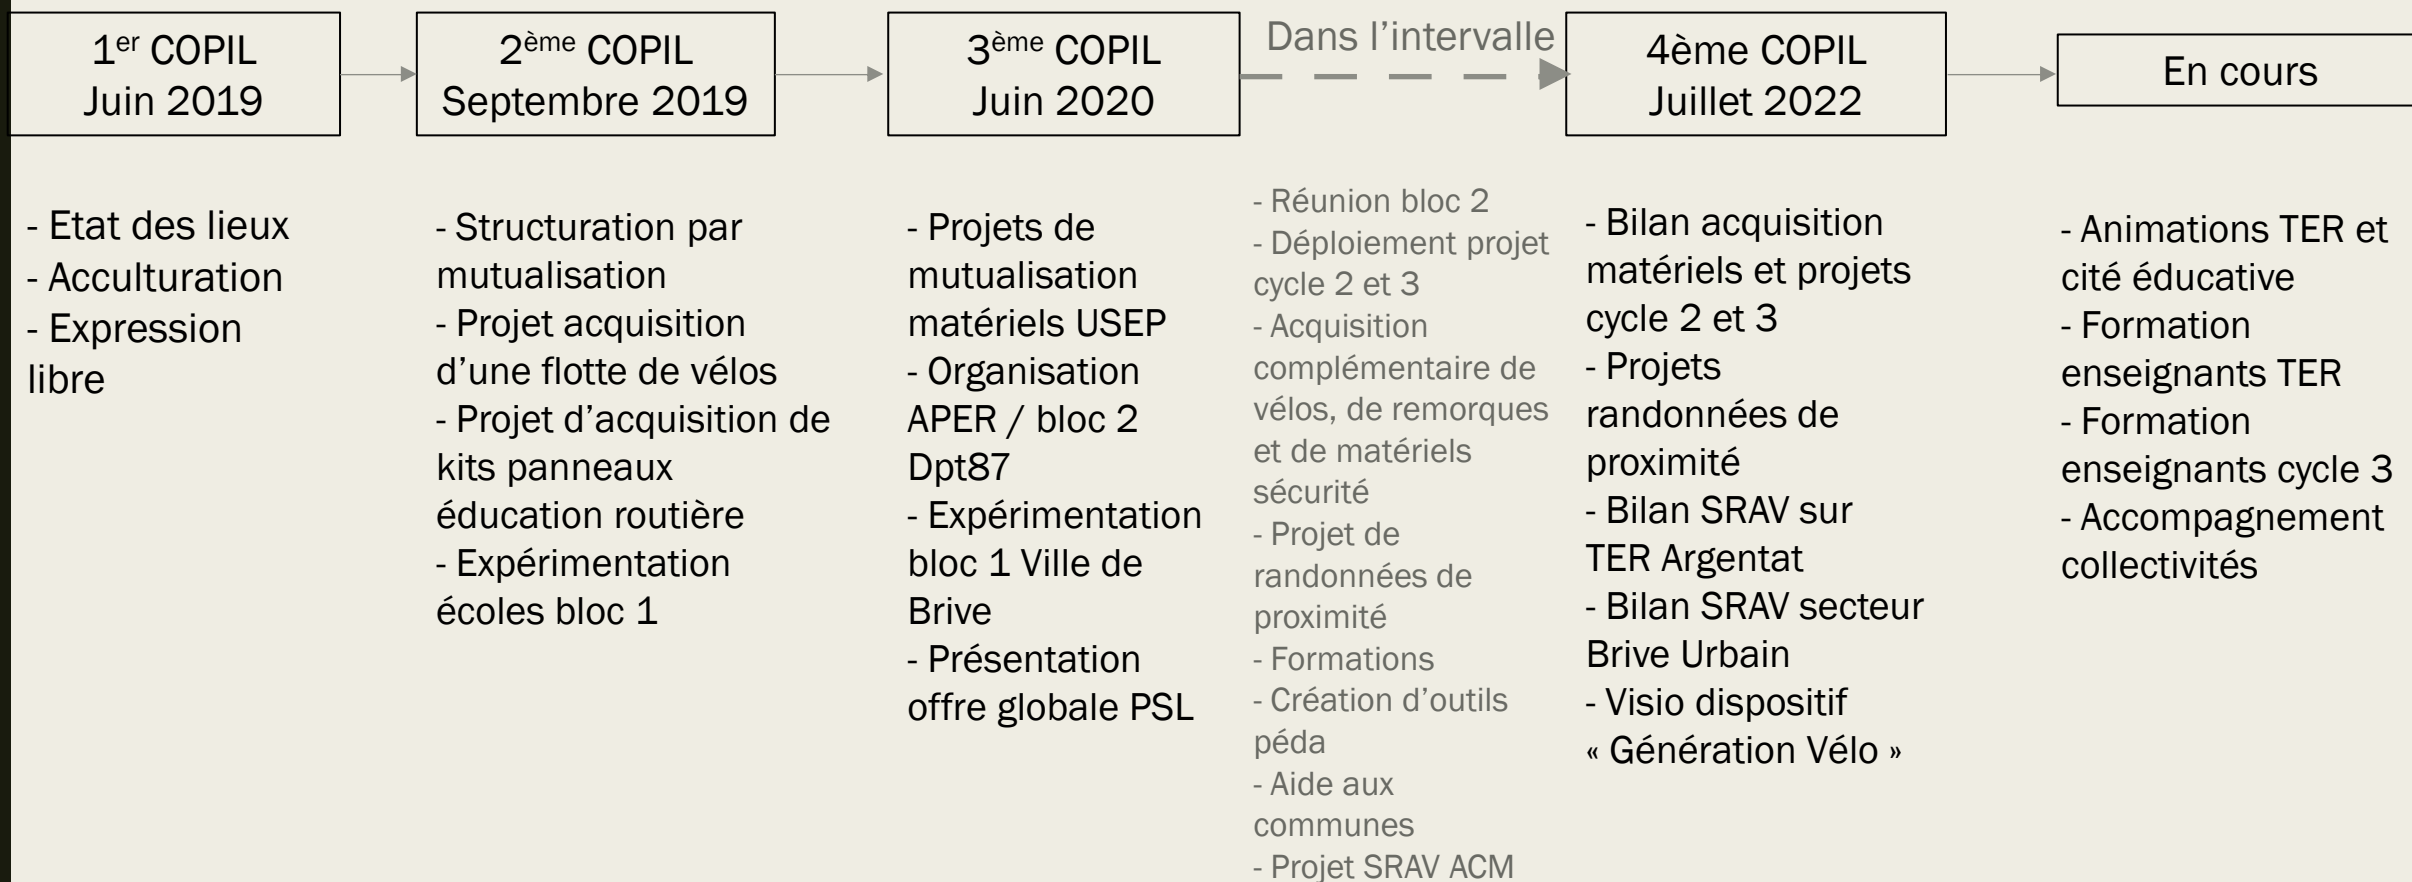 1er COPIL
Juin 2019
2ème COPIL
Septembre 2019
3ème COPIL
Juin 2020
Dans l’intervalle
4ème COPIL
Juillet 2022
En cours
- Etat des lieux
- Acculturation
- Expression
libre
- Structuration par
mutualisation
- Projet acquisition
d’une flotte de vélos
- Projet d’acquisition de
kits panneaux
éducation routière
- Expérimentation
écoles bloc 1
- Projets de
mutualisation
matériels USEP
- Organisation
APER / bloc 2
Dpt87
- Expérimentation
bloc 1 Ville de
Brive
- Présentation
offre globale PSL
- Réunion bloc 2
- Déploiement projet
cycle 2 et 3
- Acquisition
complémentaire de
vélos, de remorques
et de matériels
sécurité
- Projet de
randonnées de
proximité
- Formations
- Création d’outils
péda
- Aide aux
communes
- Projet SRAV ACM
- Bilan acquisition
matériels et projets
cycle 2 et 3
- Projets
randonnées de
proximité
- Bilan SRAV sur
TER Argentat
- Bilan SRAV secteur
Brive Urbain
- Visio dispositif
« Génération Vélo »
- Animations TER et
cité éducative
- Formation
enseignants TER
- Formation
enseignants cycle 3
- Accompagnement
collectivités